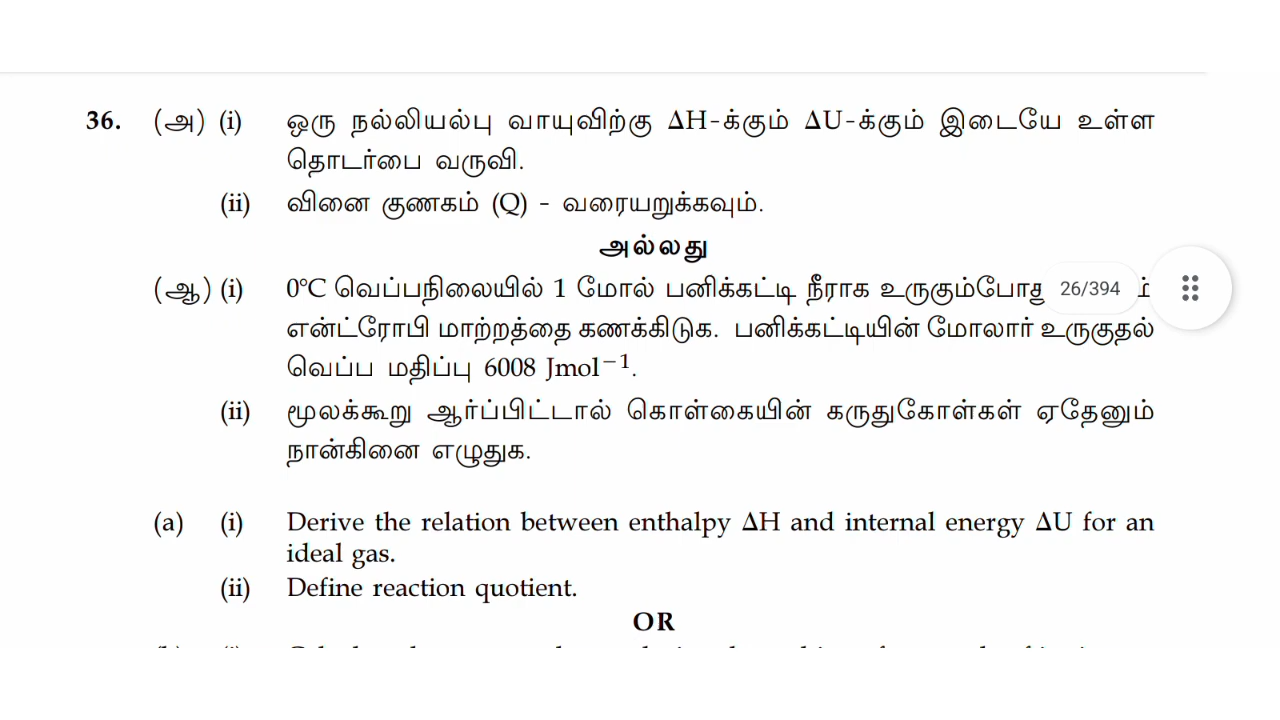 36. (அ) (i) ஒரு நல்லியல்பு வாயுவிற்கு ΔH-க்கும் ΔU-க்கும் இடையே உள்ள
தொடர்பை வருவி.
(ii) வினை குணகம் (Q) - வரையறுக்கவும்.
அல்லது
(ஆ) (i) 0°C வெப்பநிலையில் 1 மோல் பனிக்கட்டி நீராக உருகும்போது
26/394
என்ட்ரோபி மாற்றத்தை கணக்கிடுக. பனிக்கட்டியின் மோலார் உருகுதல்
வெப்ப மதிப்பு 6008 Jmol⁻¹.
(ii) மூலக்கூறு ஆர்ப்பிட்டால் கொள்கையின் கருதுகோள்கள் ஏதேனும்
நான்கினை எழுதுக.
(a) (i) Derive the relation between enthalpy ΔH and internal energy ΔU for an
ideal gas.
(ii) Define reaction quotient.
OR